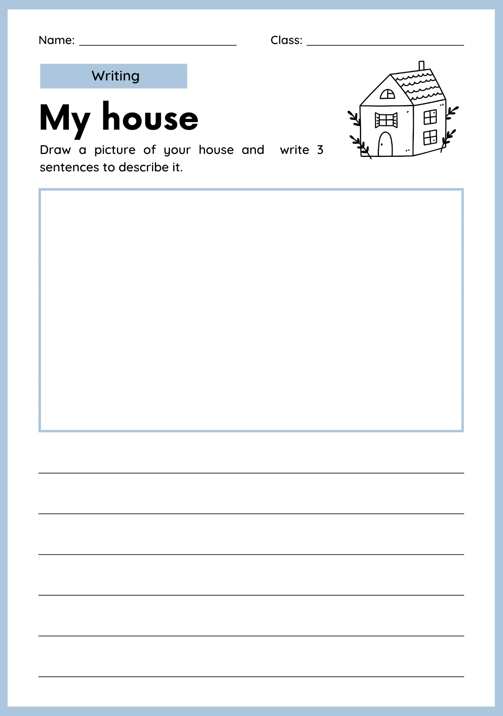 Name: Class:
Writing
My house
Draw a picture of your house and write 3
sentences to describe it.